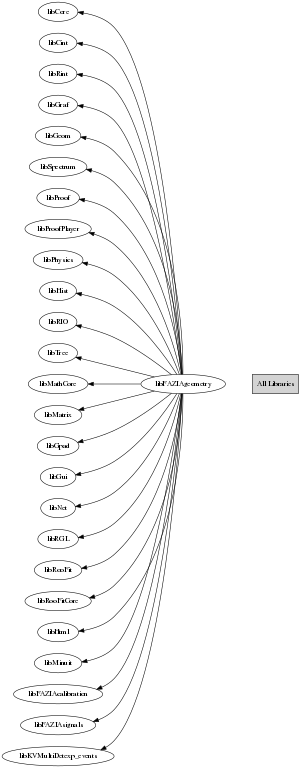 libCore
libCint
libRint
libGraf
libGeom
libSpectrum
libProof
libProofPlayer
libPhysics
libHist
libRIO
libTree
libFAZIAgeometry
All Libraries
libMathCore
libMatrix
libGpad
libGui
libNet
libRGL
libRooFit
libRooFitCore
libHtml
libMinuit
libFAZIAcalibration
libFAZIAsignals
libKVMultiDetexp_events